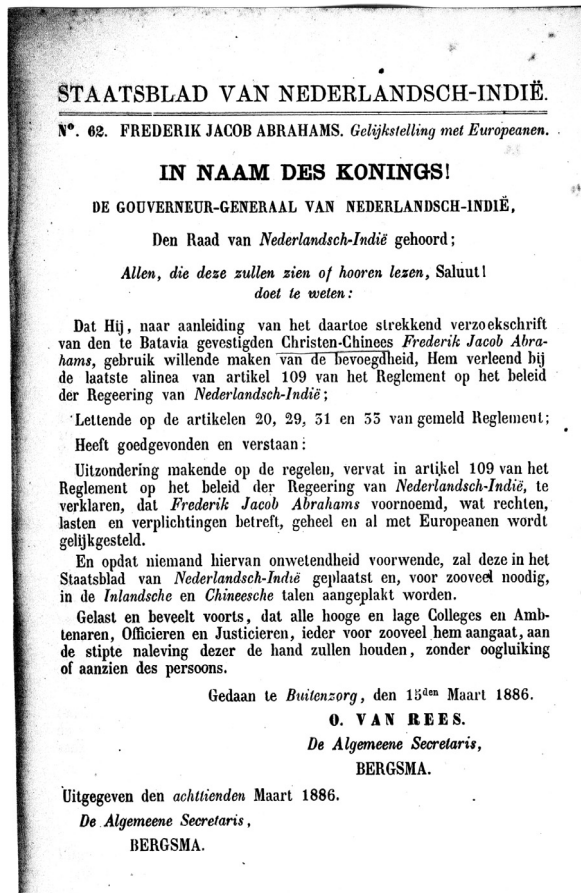 STAATSBLAD VAN NEDERLANDSCH-INDIË.
Nº. 62. FREDERIK JACOB ABRAHAMS. Gelijkstelling met Europeanen.
IN NAAM DES KONINGS!
DE GOUVERNEUR-GENERAAL VAN NEDERLANDSCH-INDIË,
Den Raad van Nederlandsch-Indië gehoord;
Allen, die deze zullen zien of hooren lezen, Saluut!
doet te weten:
Dat Hij, naar aanleiding van het daartoe strekkend verzoekschrift
van den te Batavia gevestigden Christen-Chinees Frederik Jacob Abra-
hams, gebruik willende maken van de bevoegdheid, Hem verleend bij
de laatste alinea van artikel 109 van het Reglement op het beleid
der Regeering van Nederlandsch-Indië;
Lettende op de artikelen 20, 29, 31 en 33 van gemeld Reglement;
Heeft goedgevonden en verstaan:
Uitzondering makende op de regelen, vervat in artikel 109 van het
Reglement op het beleid der Regeering van Nederlandsch-Indië, te
verklaren, dat Frederik Jacob Abrahams voornoemd, wat rechten,
lasten en verplichtingen betreft, geheel en al met Europeanen wordt
gelijkgesteld.
En opdat niemand hiervan onwetendheid voorwende, zal deze in het
Staatsblad van Nederlandsch-Indië geplaatst en, voor zooveel noodig,
in de Inlandsche en Chineesche talen aangeplakt worden.
Gelast en beveelt voorts, dat alle hooge en lage Colleges en Amb-
tenaren, Officieren en Justicieren, ieder voor zooveel hem aangaat, aan
de stipte naleving dezer de hand zullen houden, zonder oogluiking
of aanzien des persoons.
Gedaan te Buitenzorg, den 15den Maart 1886.
O. VAN REES.
De Algemeene Secretaris,
BERGSMA.
Uitgegeven den achttienden Maart 1886.
De Algemeene Secretaris,
BERGSMA.